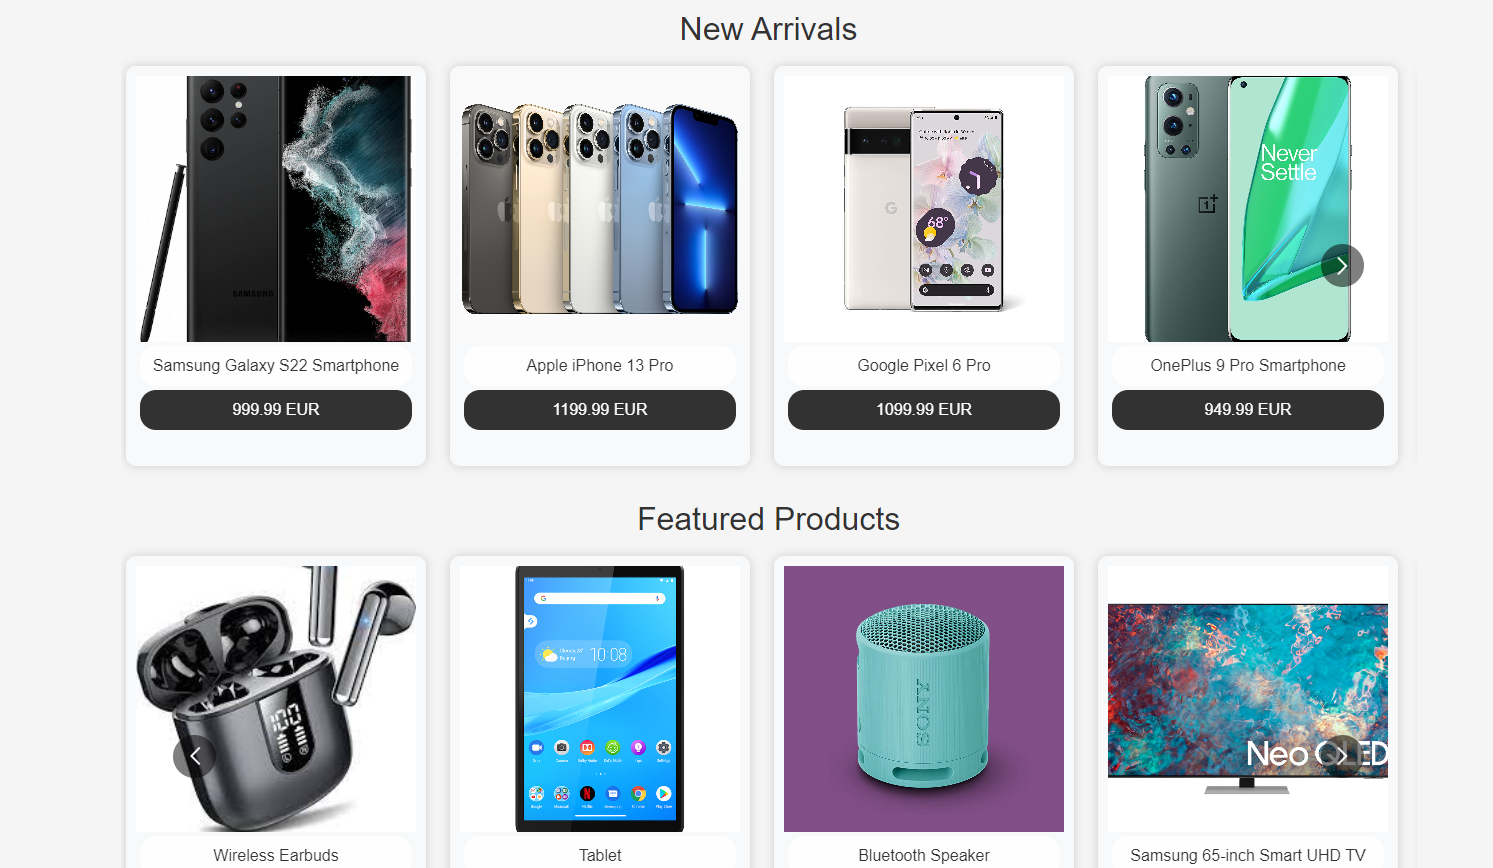 New Arrivals
SAMSUNG
68°
Never
Settle
Samsung Galaxy S22 Smartphone
Apple iPhone 13 Pro
Google Pixel 6 Pro
OnePlus 9 Pro Smartphone
999.99 EUR
1199.99 EUR
1099.99 EUR
949.99 EUR
Featured Products
100
10:08
SONY
Neo QLED
Wireless Earbuds
Tablet
Bluetooth Speaker
Samsung 65-inch Smart UHD TV